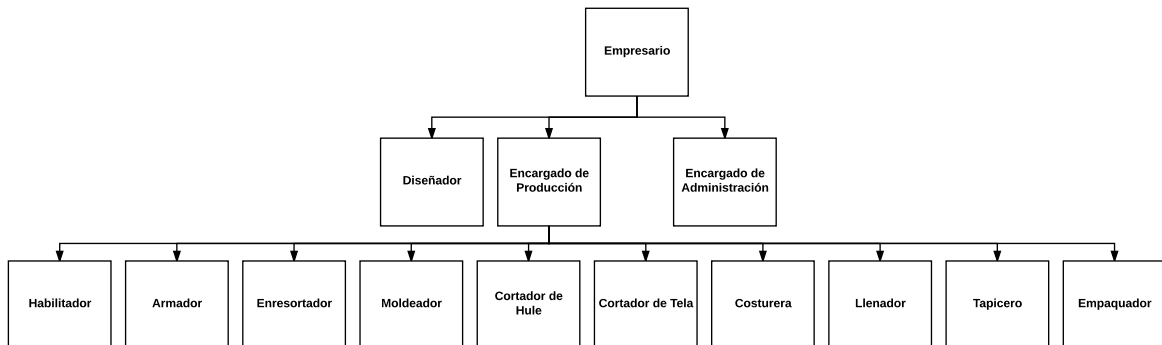 Empresario
Diseñador
Encargado de
Producción
Encargado de
Administración
Habilitador
Armador
Enresortador
Moldeador
Cortador de
Hule
Cortador de Tela
Costurera
Llenador
Tapicero
Empaquador